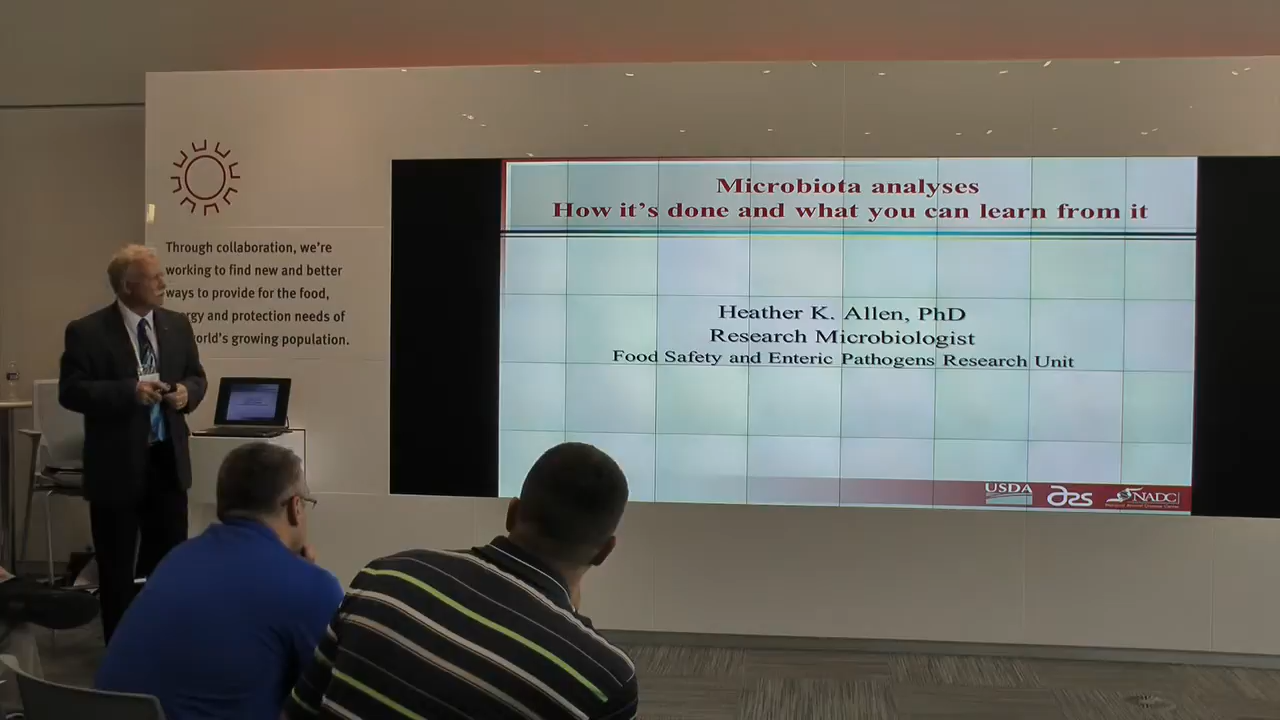 Through collaboration, we're
working to find new and better
ways to provide for the food,
and protection needs of
growing population.
Microbiota analyses
How it's done and what you can learn from it
Heather K. Allen, PhD
Research Microbiologist
Food Safety and Enteric Pathogens Research Unit
USDA
ars
NADC